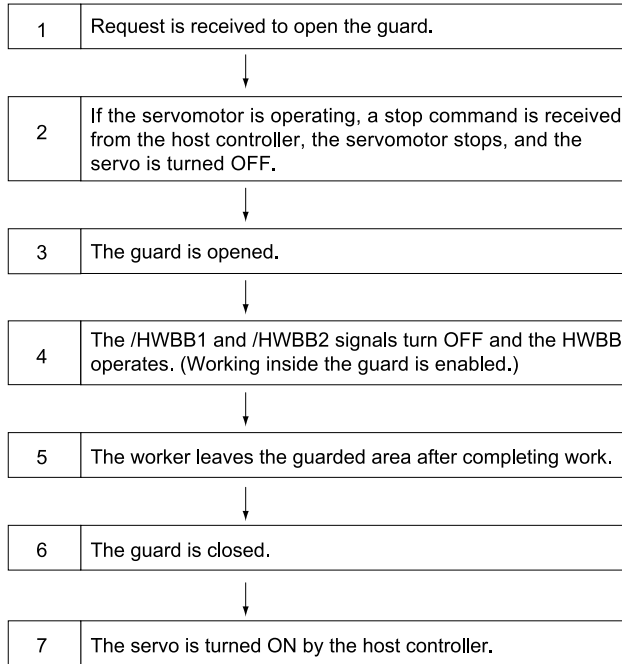 1
Request is received to open the guard.
2
If the servomotor is operating, a stop command is received
from the host controller, the servomotor stops, and the
servo is turned OFF.
3
The guard is opened.
4
The /HWBB1 and /HWBB2 signals turn OFF and the HWBB
operates. (Working inside the guard is enabled.)
5
The worker leaves the guarded area after completing work.
6
The guard is closed.
7
The servo is turned ON by the host controller.